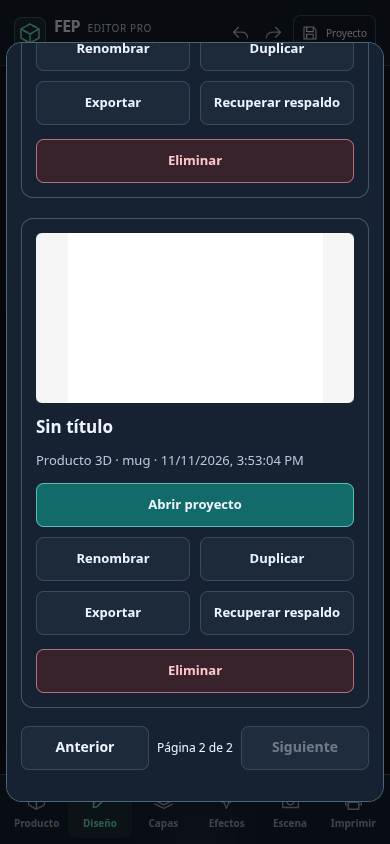 FEP EDITOR PRO
Proyecto
Renombrar Duplicar
Exportar Recuperar respaldo
Eliminar
Sin título
Producto 3D · mug · 11/11/2026, 3:53:04 PM
Abrir proyecto
Renombrar Duplicar
Exportar Recuperar respaldo
Eliminar
Anterior Página 2 de 2 Siguiente
Producto Diseño Capas Efectos Escena Imprimir